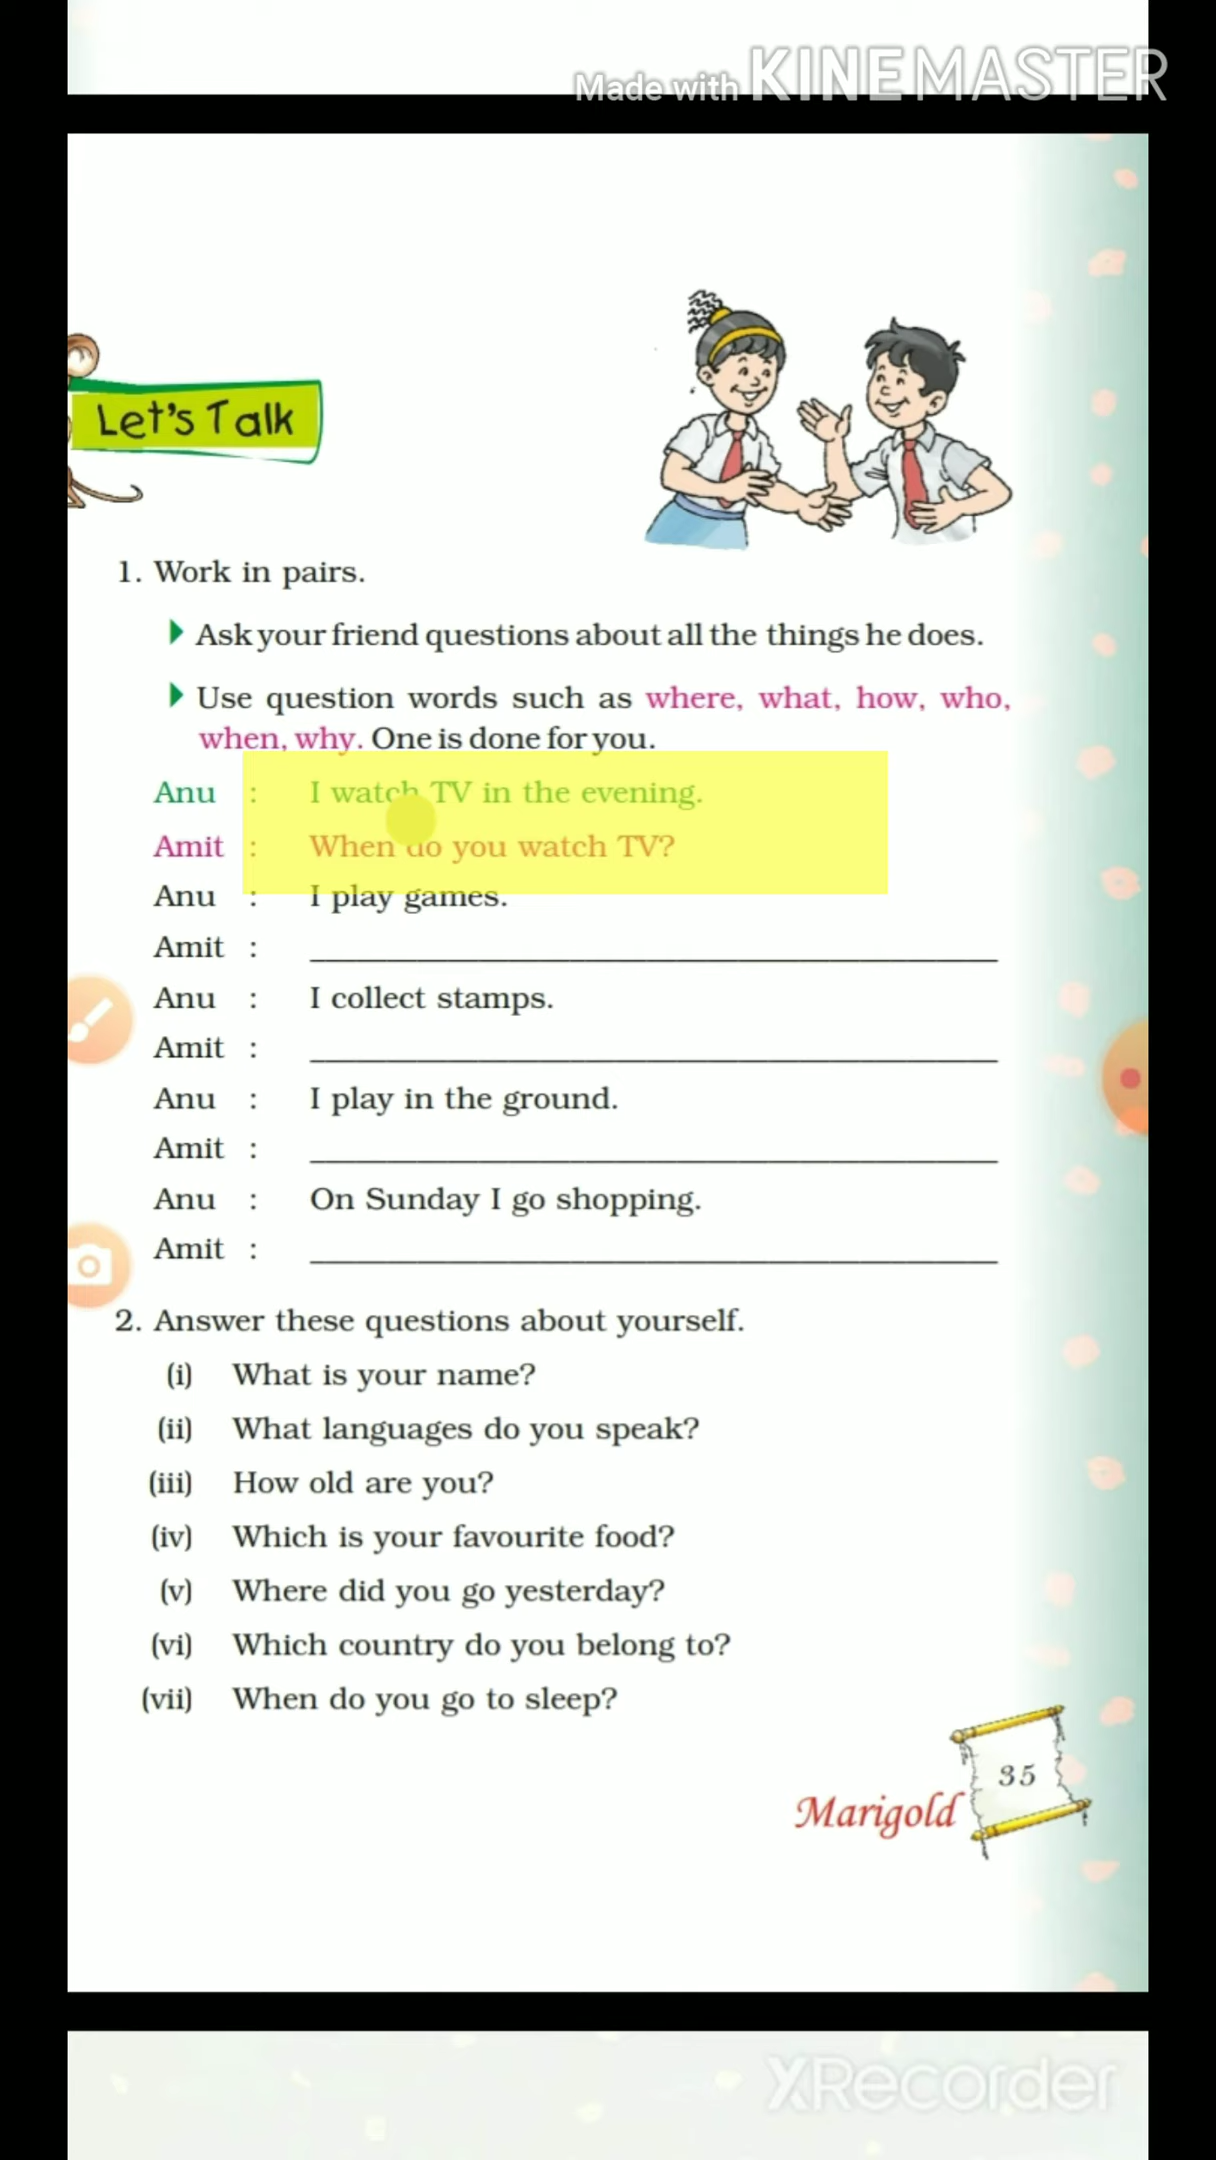 Made with KINEMASTER
Let's Talk
1. Work in pairs.
Ask your friend questions about all the things he does.
Use question words such as where, what, how, who,
when, why. One is done for you.
Anu : I watch TV in the evening.
Amit : When do you watch TV?
Anu : I play games.
Amit : 
Anu : I collect stamps.
Amit : 
Anu : I play in the ground.
Amit : 
Anu : On Sunday I go shopping.
Amit : 
2. Answer these questions about yourself.
(i) What is your name?
(ii) What languages do you speak?
(iii) How old are you?
(iv) Which is your favourite food?
(v) Where did you go yesterday?
(vi) Which country do you belong to?
(vii) When do you go to sleep?
35
Marigold
XRecorder